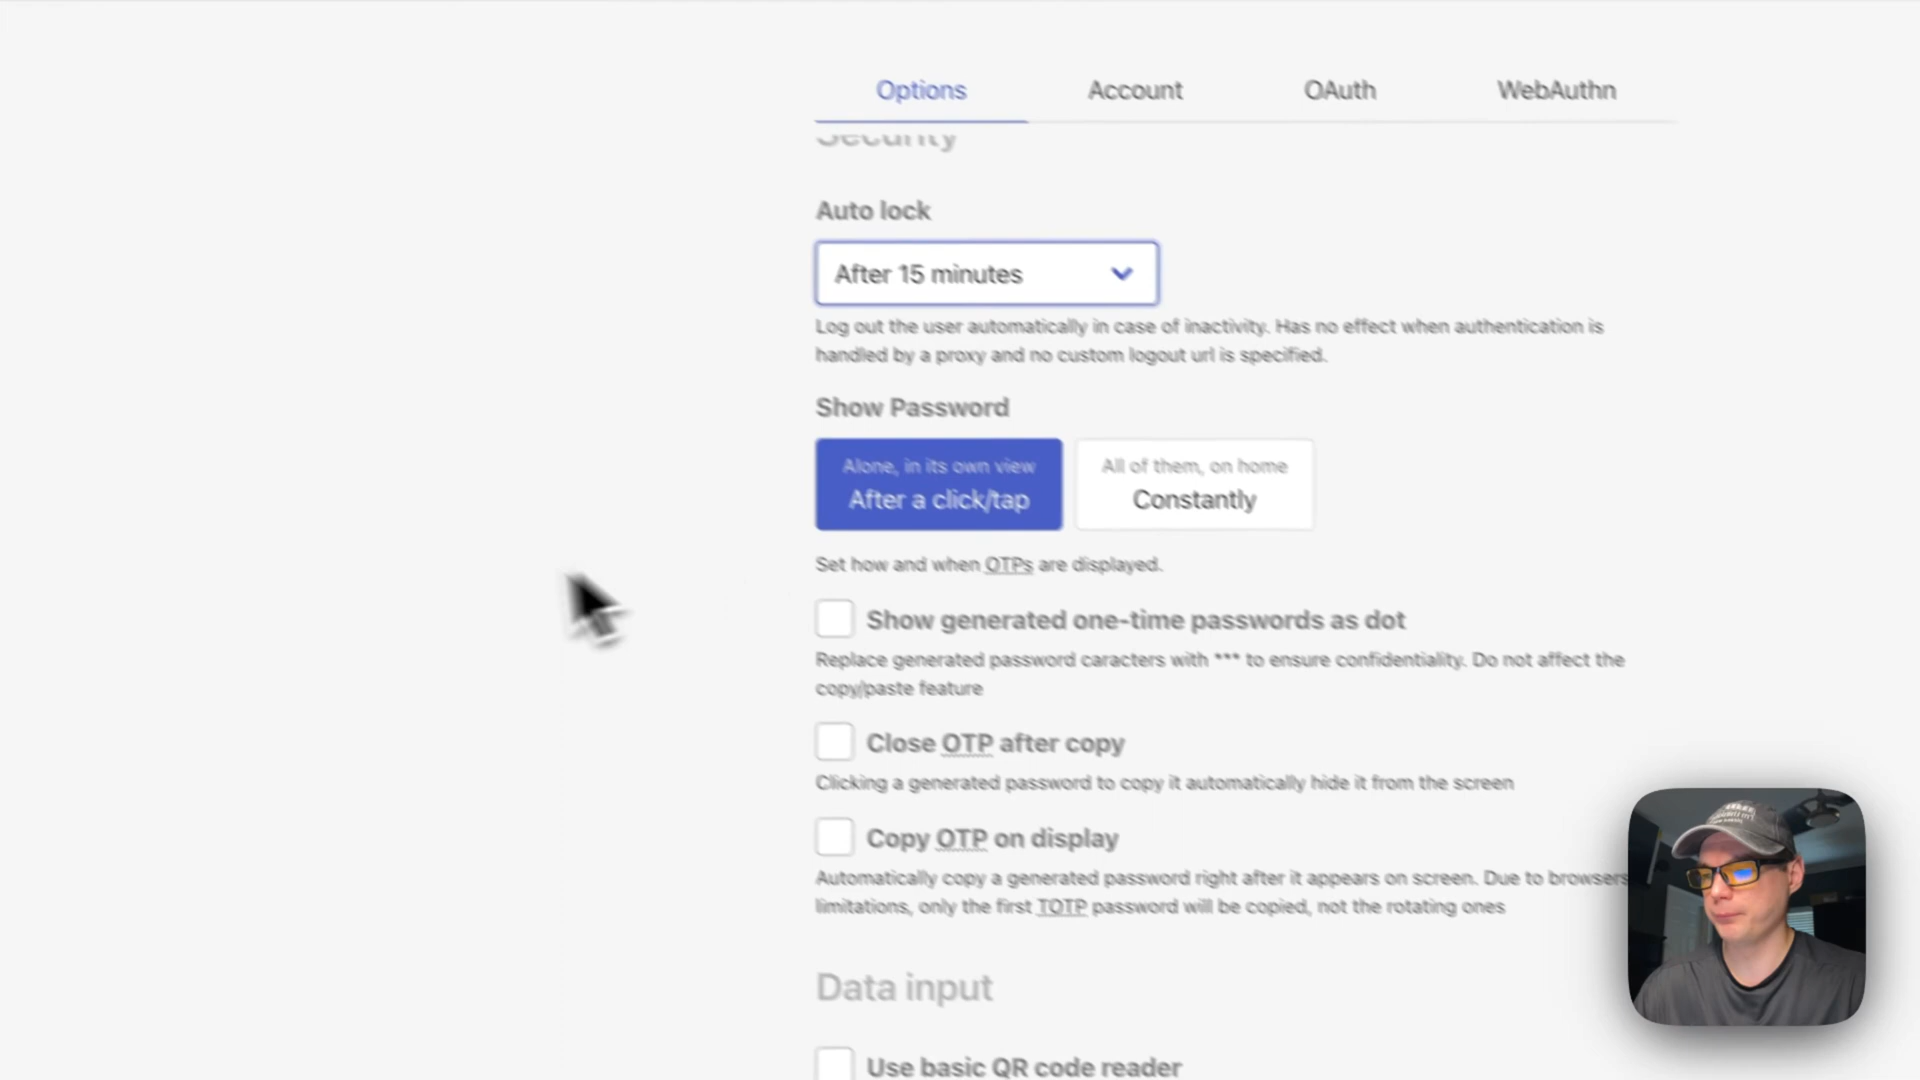 Options
Account
OAuth
WebAuthn
Security
Auto lock
After 15 minutes
Log out the user automatically in case of inactivity. Has no effect when authentication is
handled by a proxy and no custom logout url is specified.
Show Password
Alone, in its own view
After a click/tap
All of them, on home
Constantly
Set how and when OTPs are displayed.
Show generated one-time passwords as dot
Replace generated password caracters with *** to ensure confidentiality. Do not affect the
copy/paste feature
Close OTP after copy
Clicking a generated password to copy it automatically hide it from the screen
Copy OTP on display
Automatically copy a generated password right after it appears on screen. Due to browsers
limitations, only the first TOTP password will be copied, not the rotating ones
Data input
Use basic QR code reader